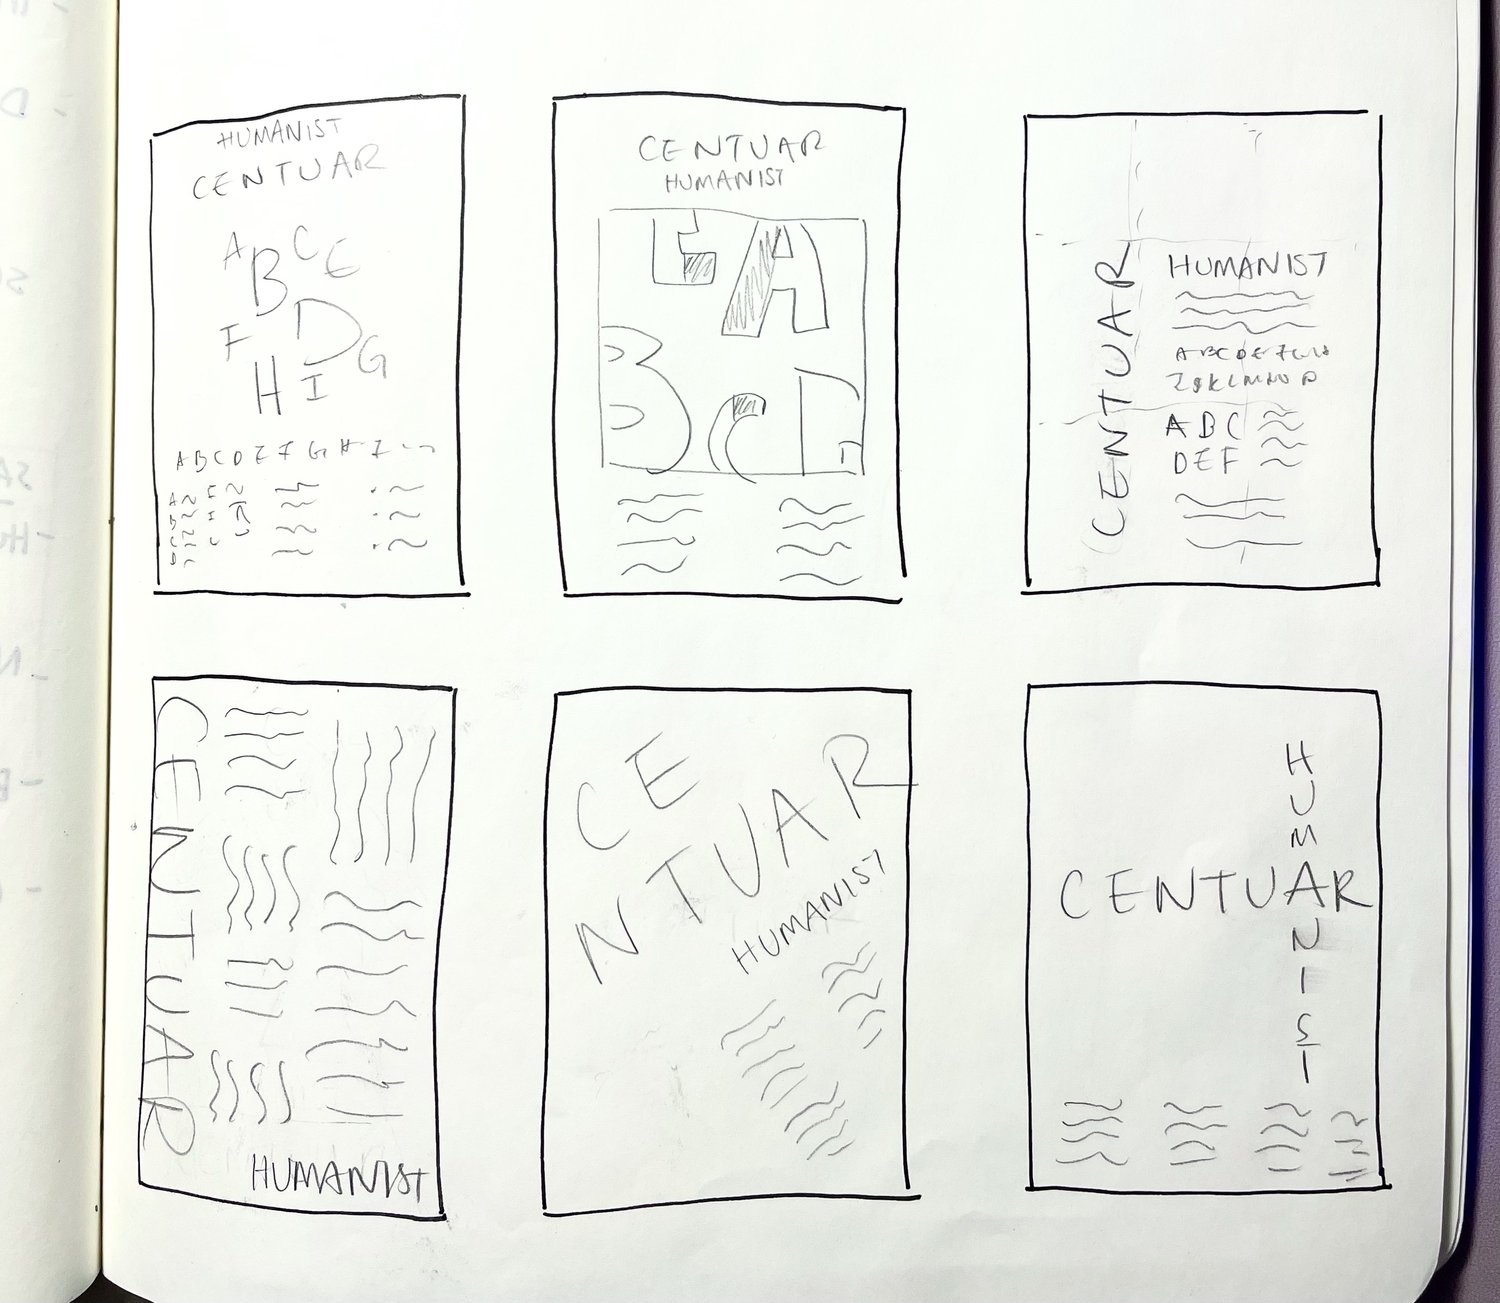 HUMANIST
CENTUAR
A B C E
F D G
H I
A B C D E F G H I
A
B
C
D
CENTUAR
HUMANIST
E A
B C D
CENTUAR
HUMANIST
A B C D E F G H I
J K L M N O P
A B C
D E F
CENTUAR
HUMANIST
CE
NTUAR
HUMANIST
HUMANIST
CENTUAR